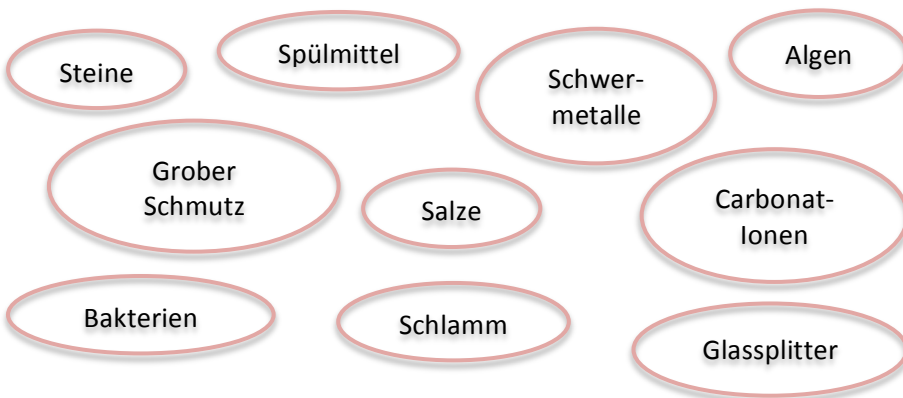 Steine
Spülmittel
Schwer-
metalle
Algen
Grober
Schmutz
Salze
Carbonat-
Ionen
Bakterien
Schlamm
Glassplitter